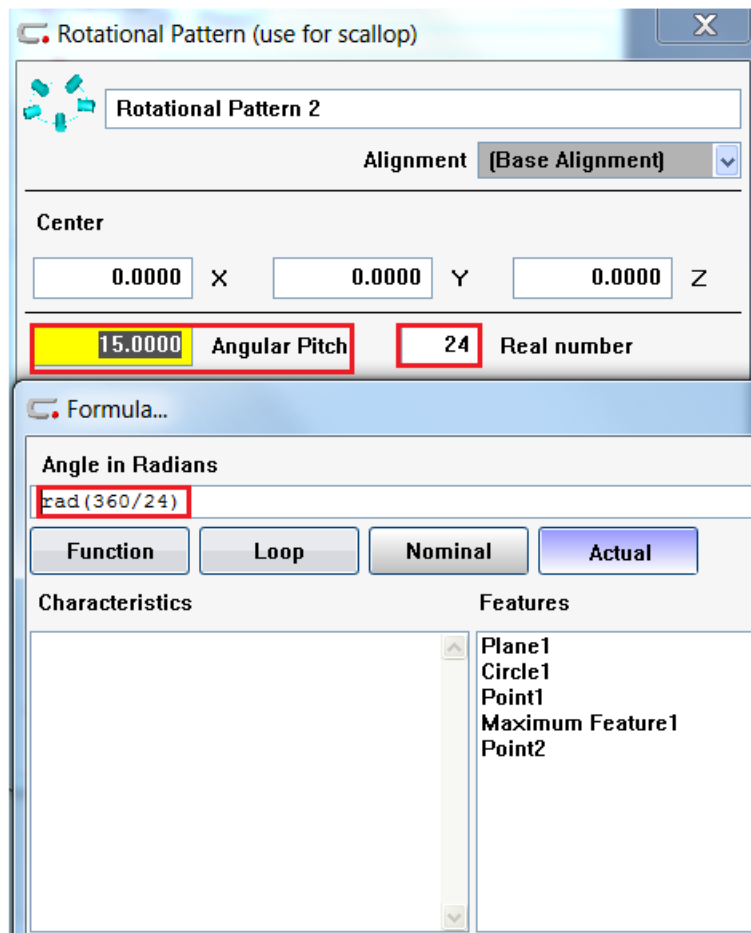 Rotational Pattern (use for scallop)
X
Rotational Pattern 2
Alignment (Base Alignment)
Center
0.0000 X 0.0000 Y 0.0000 Z
15.0000 Angular Pitch 24 Real number
Formula...
Angle in Radians
rad(360/24)
Function Loop Nominal Actual
Characteristics Features
Plane1
Circle1
Point1
Maximum Feature1
Point2